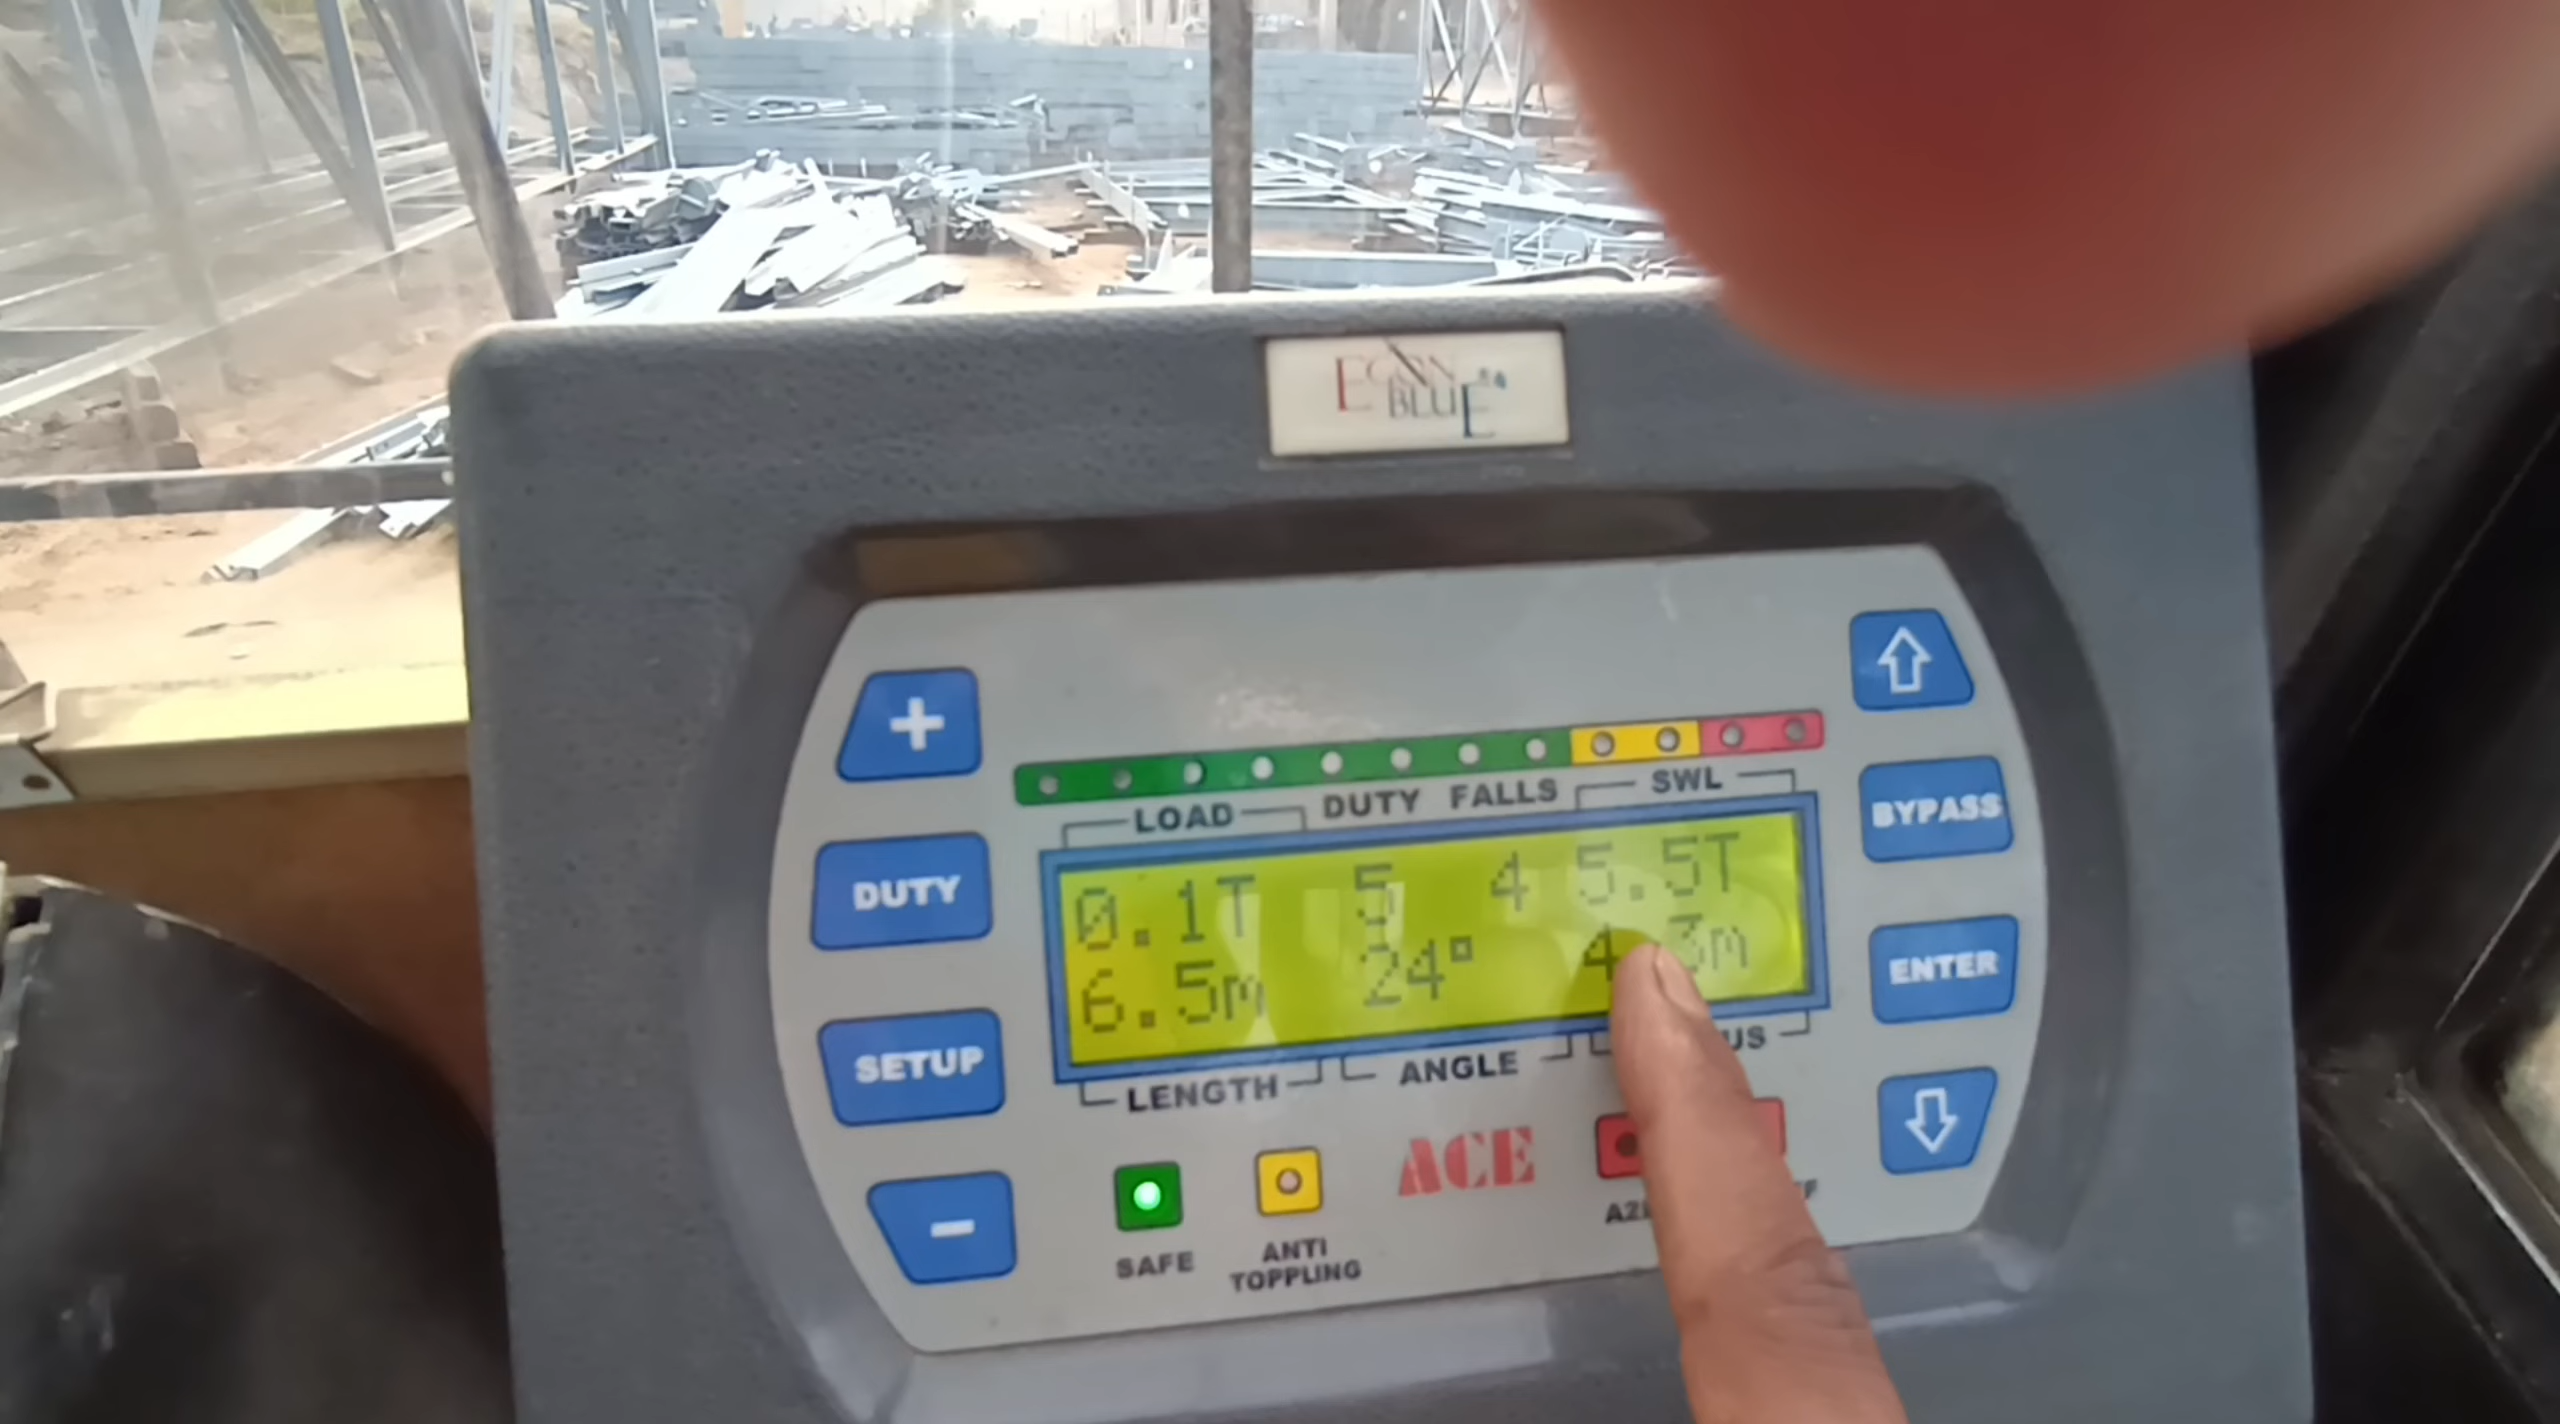 +
DUTY
SETUP
-
LOAD DUTY FALLS SWL
0.1T 5 4 5.5T
6.5m 24° 4 3m
LENGTH ANGLE US
SAFE
ANTI
TOPPLING
ACE
BYPASS
ENTER
BLUE